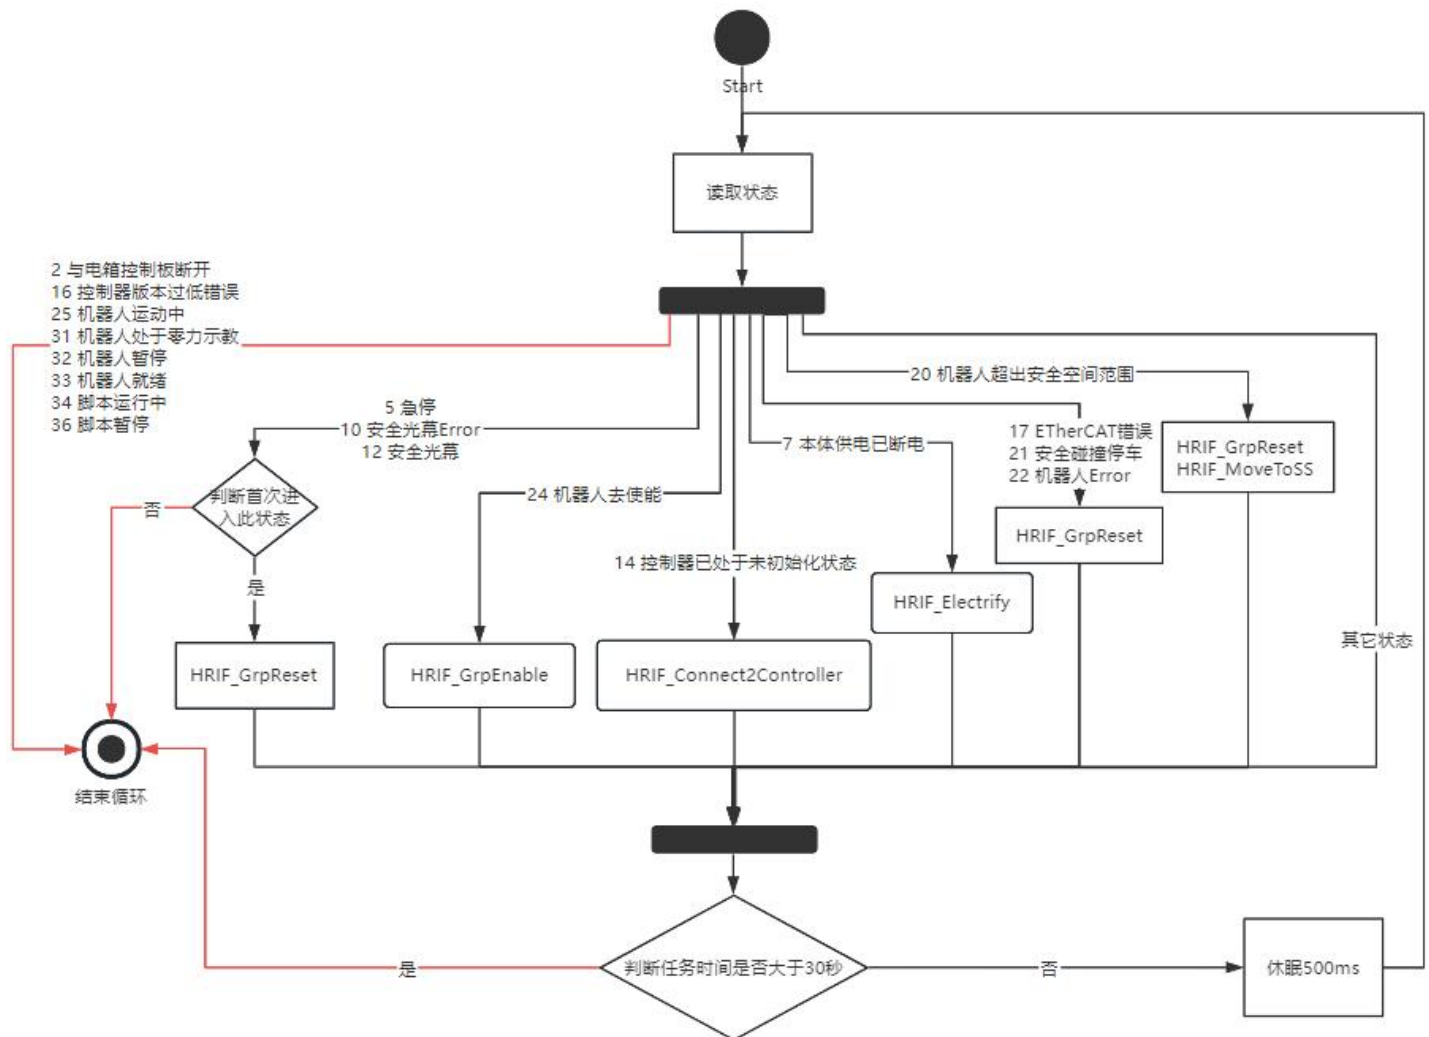 Start
读取状态
2 与电箱控制板断开
16 控制器版本过低错误
25 机器人运动中
31 机器人处于零力示教
32 机器人暂停
33 机器人就绪
34 脚本运行中
36 脚本暂停
5 急停
10 安全光幕Error
12 安全光幕
20 机器人超出安全空间范围
7 本体供电已断电
17 ETherCAT错误
21 安全碰撞停车
22 机器人Error
HRIF_GrpReset
HRIF_MoveToSS
24 机器人去使能
判断首次进
入此状态
否
是
14 控制器已处于未初始化状态
HRIF_GrpReset
HRIF_Electrify
其它状态
HRIF_GrpReset
HRIF_GrpEnable
HRIF_Connect2Controller
结束循环
是
判断任务时间是否大于30秒
否
休眠500ms